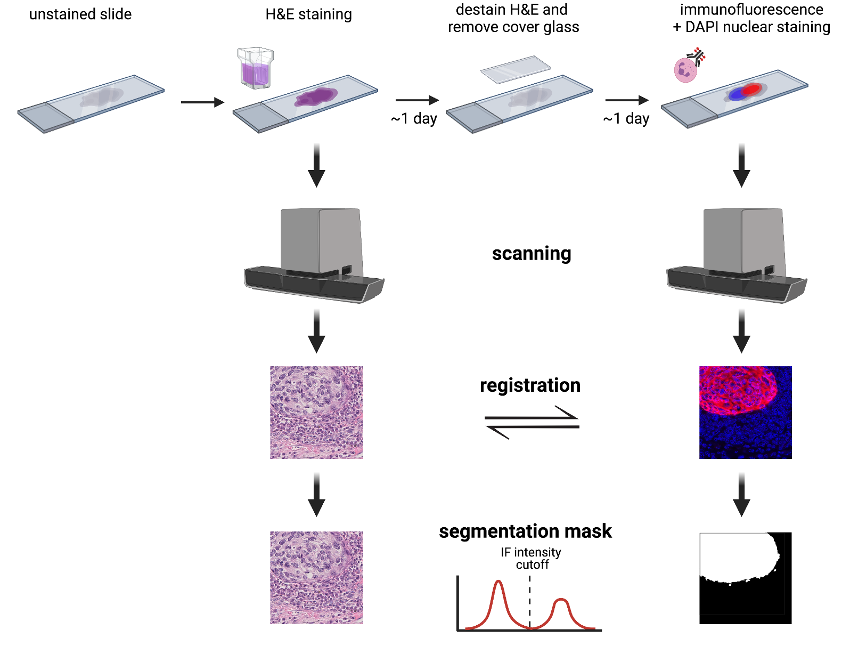 unstained slide
H&E staining
destain H&E and
remove cover glass
immunofluorescence
+ DAPI nuclear staining
~1 day
~1 day
scanning
registration
segmentation mask
IF intensity
cutoff